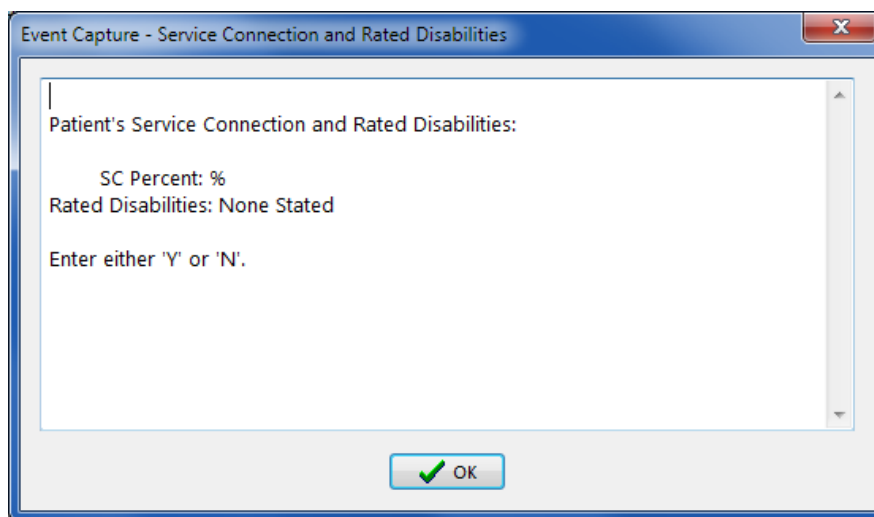 Event Capture - Service Connection and Rated Disabilities
Patient's Service Connection and Rated Disabilities:
SC Percent: %
Rated Disabilities: None Stated
Enter either 'Y' or 'N'.
OK